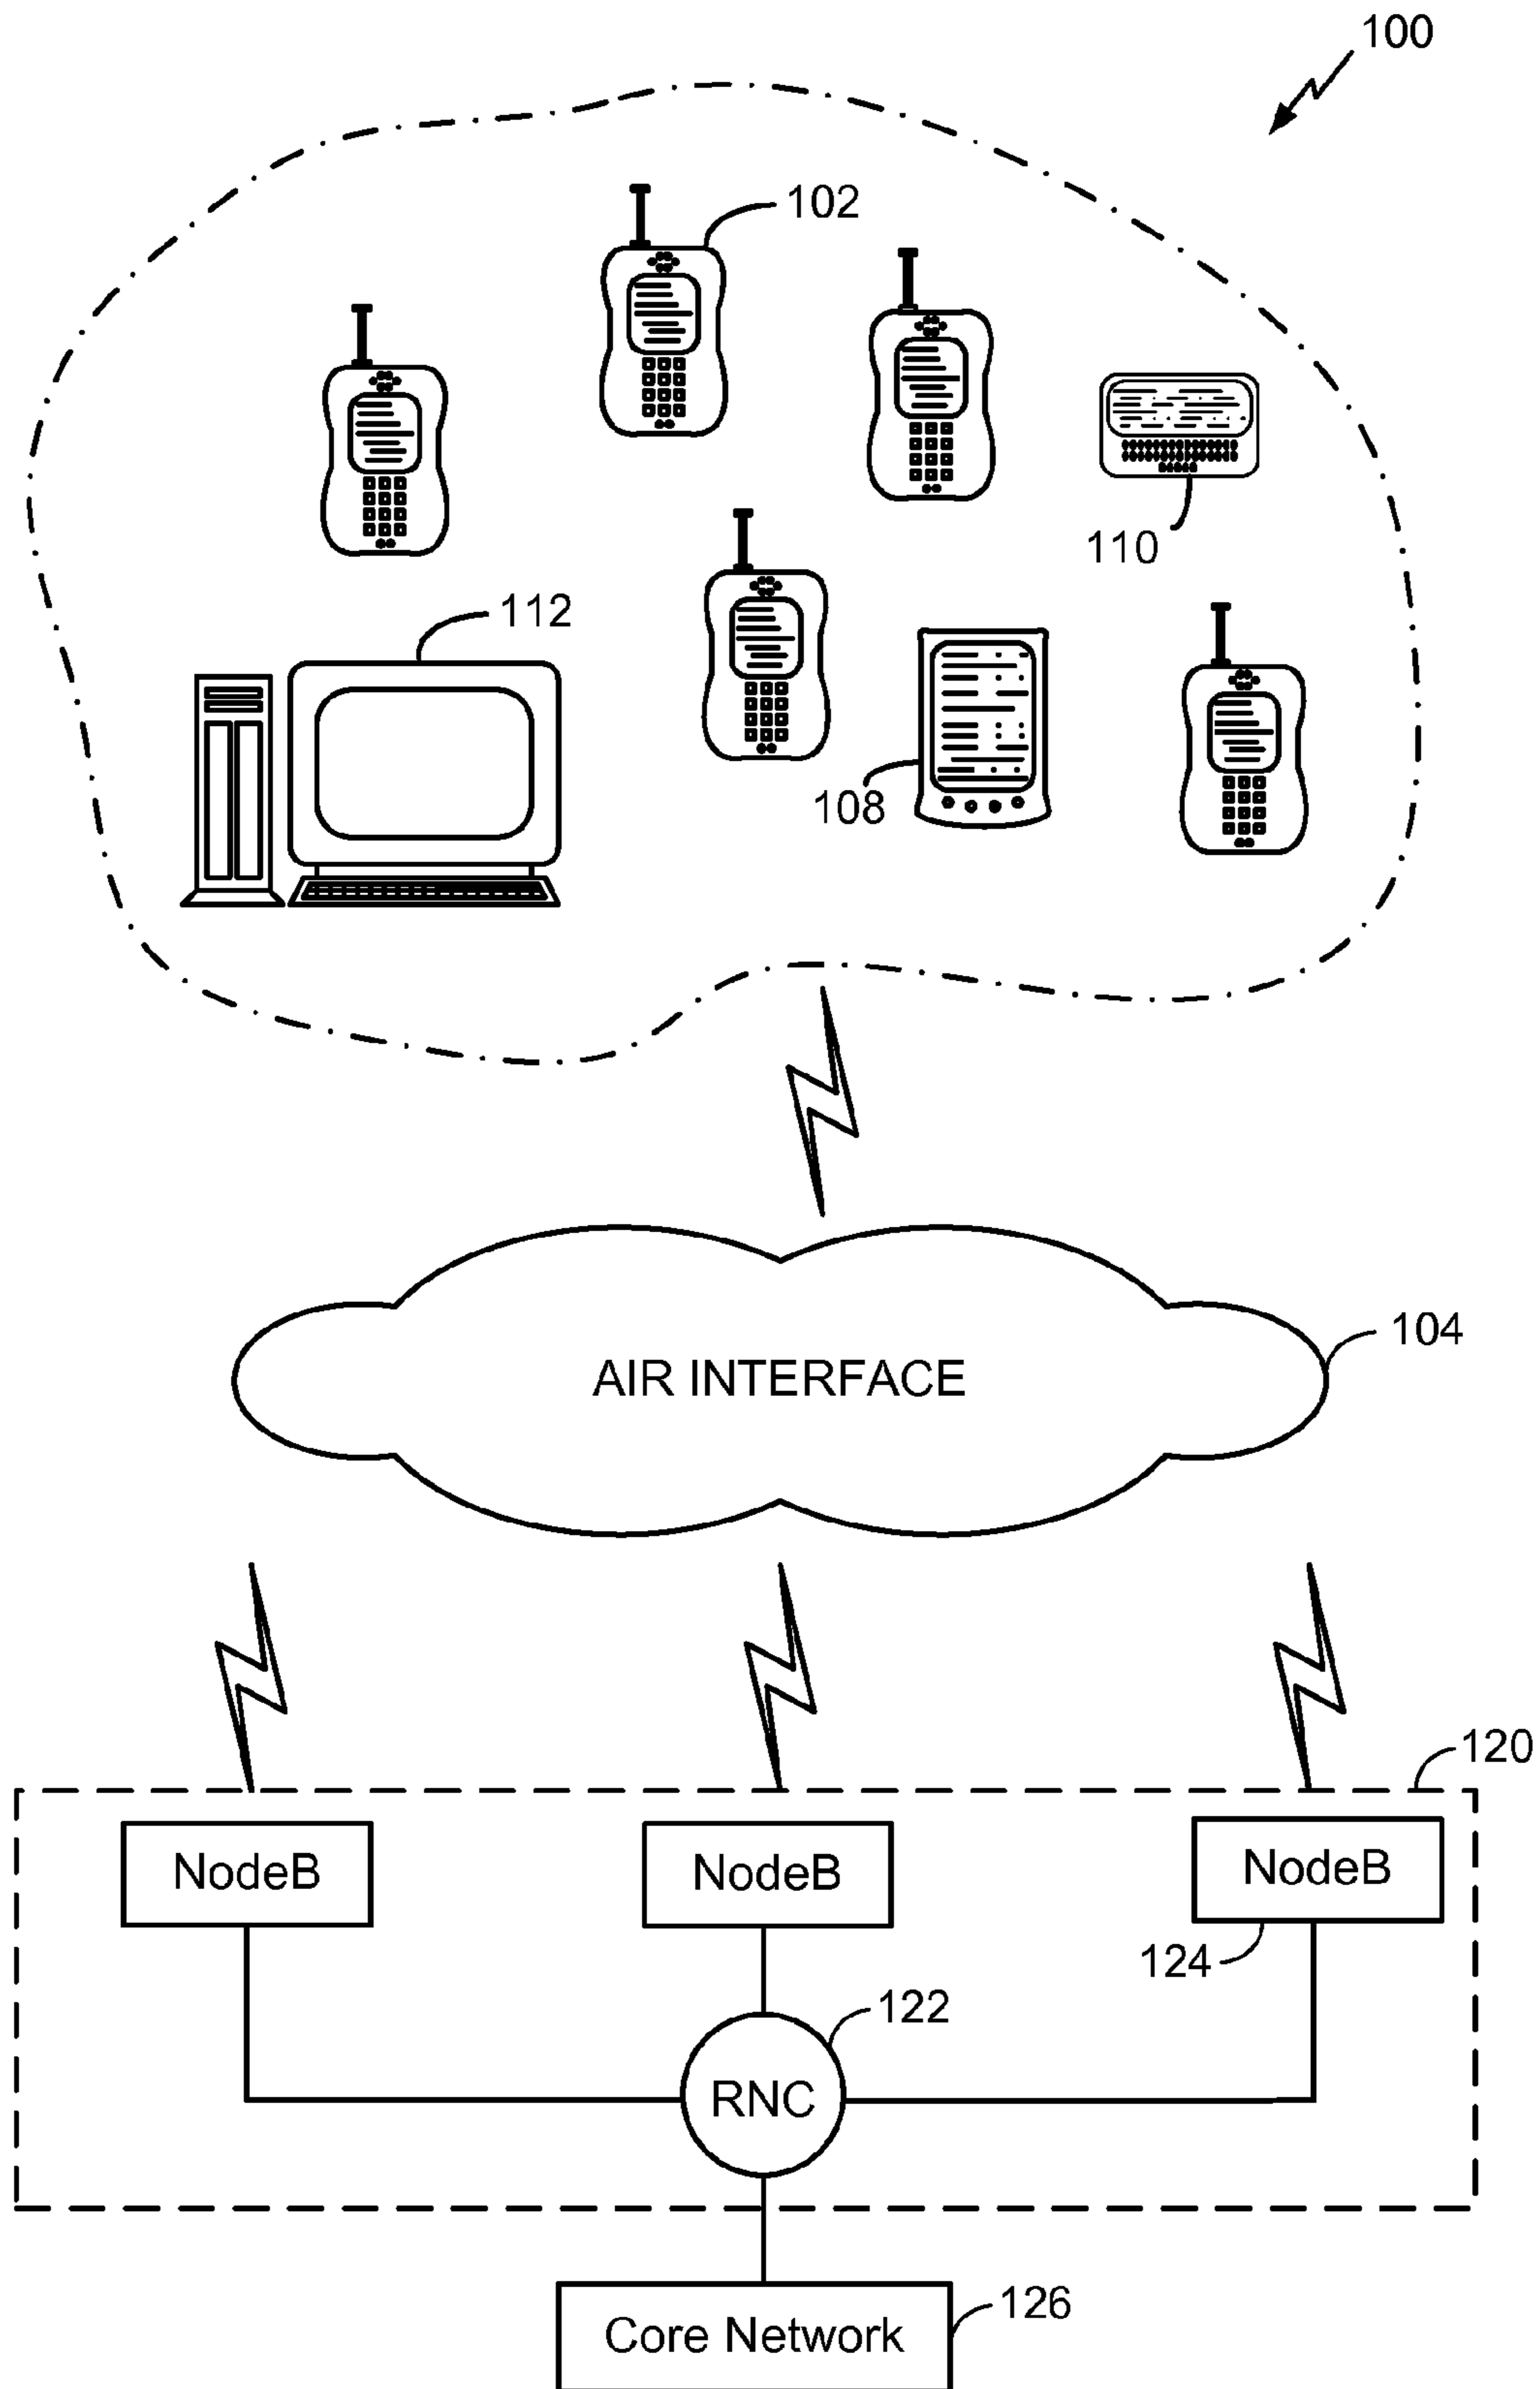 100
102
110
112
108
104
AIR INTERFACE
120
NodeB
NodeB
NodeB
124
122
RNC
126
Core Network